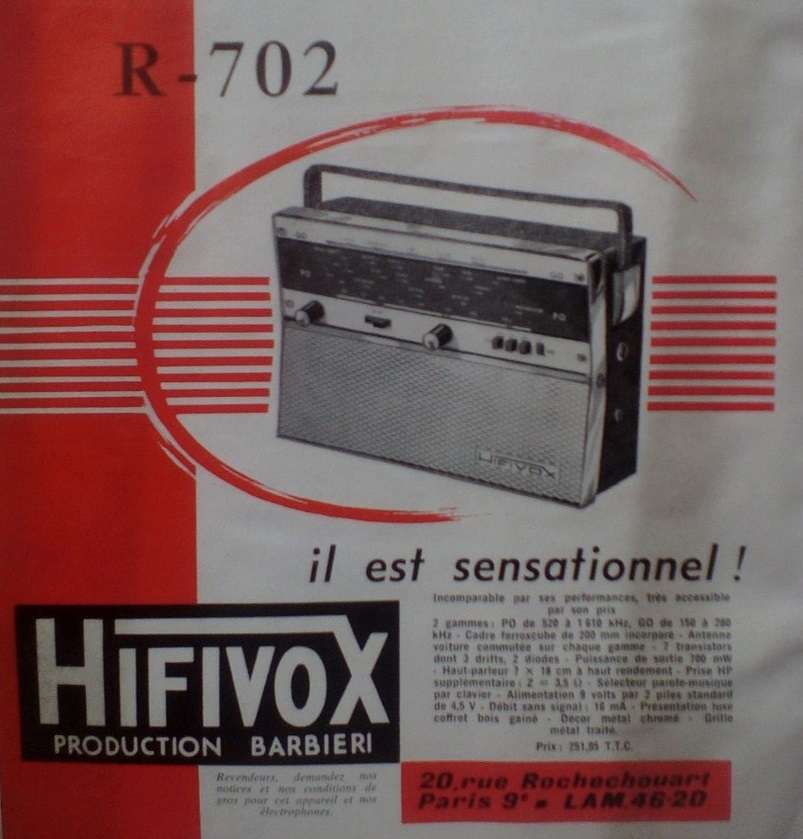 R-702
PO
GO
GO
PO
HIFIVOX
il est sensationnel !
Incomparable par ses performances, très accessible
par son prix
2 gammes : PO de 520 à 1610 kHz, GO de 150 à 280
kHz - Cadre ferroxcube de 200 mm incorporé - Antenne
voiture commutée sur chaque gamme - 7 transistors
dont 3 drifts, 2 diodes - Puissance de sortie 700 mW
- Haut-parleur 7 × 18 cm à haut rendement - Prise HP
supplémentaire : Z = 3,5 Ω - Sélecteur parole-musique
par clavier - Alimentation 9 volts par 2 piles standard
de 4,5 V - Débit sans signal : 16 mA - Présentation luxe
coffret bois gainé - Décor métal chromé - Grille
métal traité.
Prix : 251,95 T.T.C.
HIFIVOX
PRODUCTION BARBIERI
Revendeurs, demandez nos
notices et nos conditions de
gros pour cet appareil et nos
électrophones.
20, rue Rochechouart
Paris 9e ■ LAM. 46-20